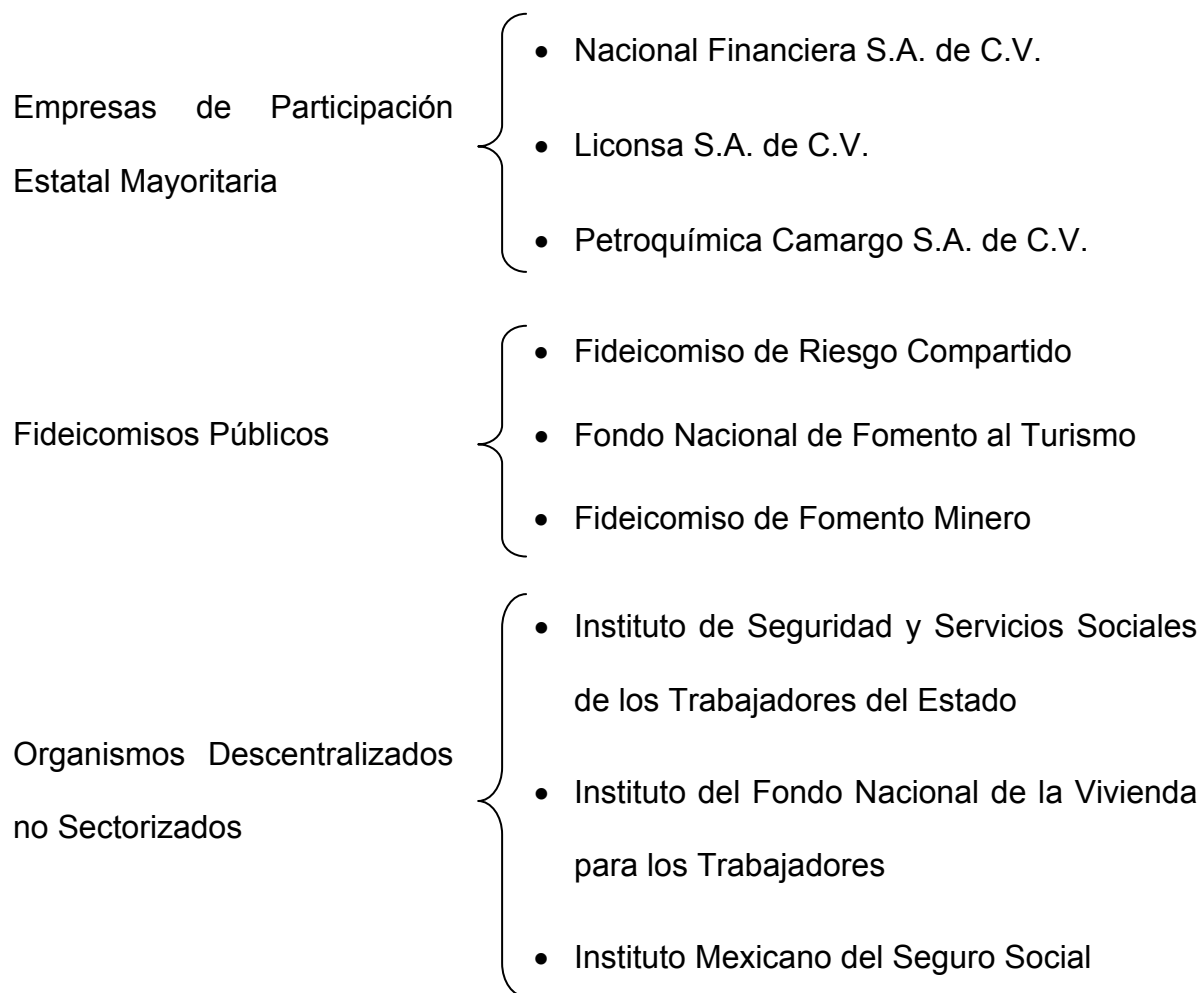 Empresas de Participación
Estatal Mayoritaria
• Nacional Financiera S.A. de C.V.
• Liconsa S.A. de C.V.
• Petroquímica Camargo S.A. de C.V.
Fideicomisos Públicos
• Fideicomiso de Riesgo Compartido
• Fondo Nacional de Fomento al Turismo
• Fideicomiso de Fomento Minero
Organismos Descentralizados
no Sectorizados
• Instituto de Seguridad y Servicios Sociales
de los Trabajadores del Estado
• Instituto del Fondo Nacional de la Vivienda
para los Trabajadores
• Instituto Mexicano del Seguro Social